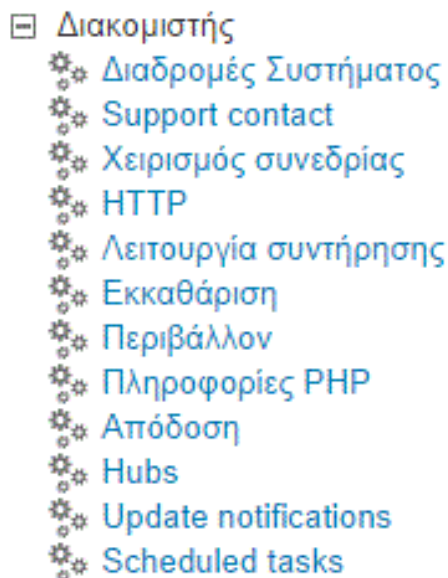 Διακομιστής
Διαδρομές Συστήματος
Support contact
Χειρισμός συνεδρίας
HTTP
Λειτουργία συντήρησης
Εκκαθάριση
Περιβάλλον
Πληροφορίες PHP
Απόδοση
Hubs
Update notifications
Scheduled tasks